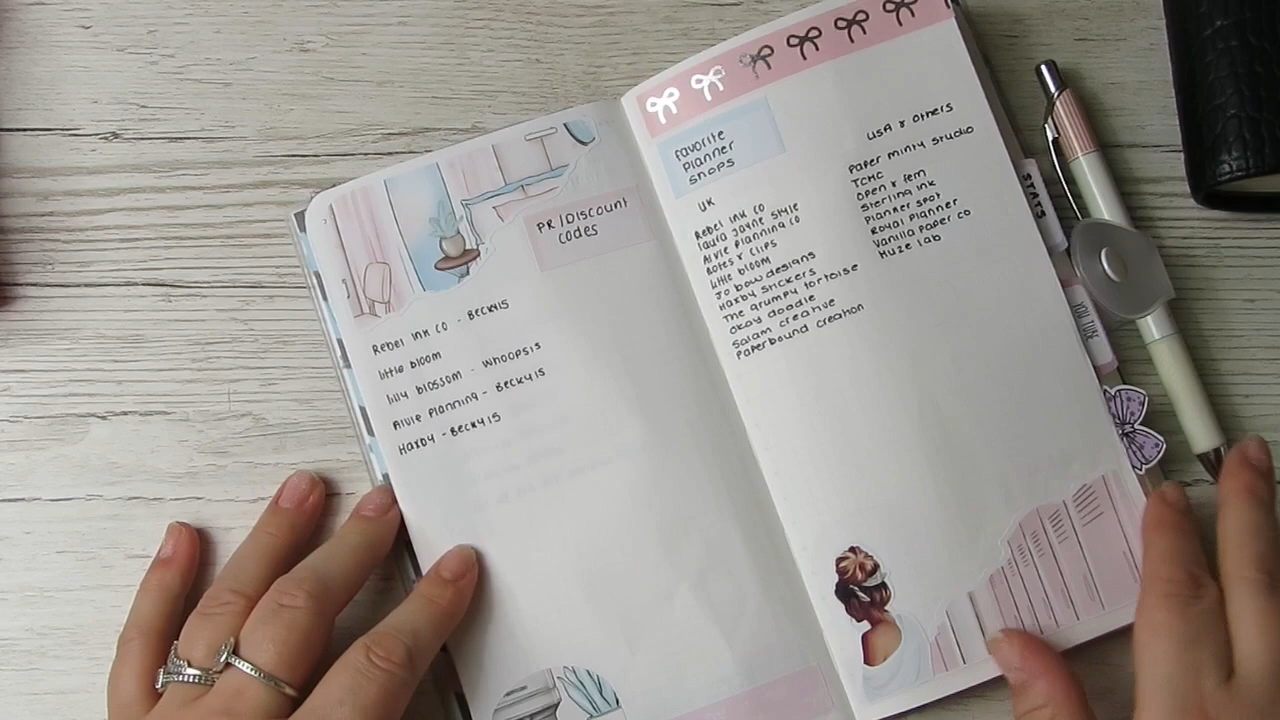 PR/Discount
codes
Rebel Ink co - Becky15
little bloom
lilly blossom - whoopsis
Alvie Planning - Becky15
Haxby - Becky15
favorite
planner
shops
UK
Rebel ink co
laura jayne style
Alvie planning co
Notes & clips
little bloom
Jo bow designs
Haxby stickers
The grumpy tortoise
okay doodle
Salam creative
Paperbound creation
USA & others
Paper minty studio
TCMC
Open & fern
Sterling ink
Planner spot
Royal planner
Vanilla paper co
Huze lab
STATS
YOUTUBE